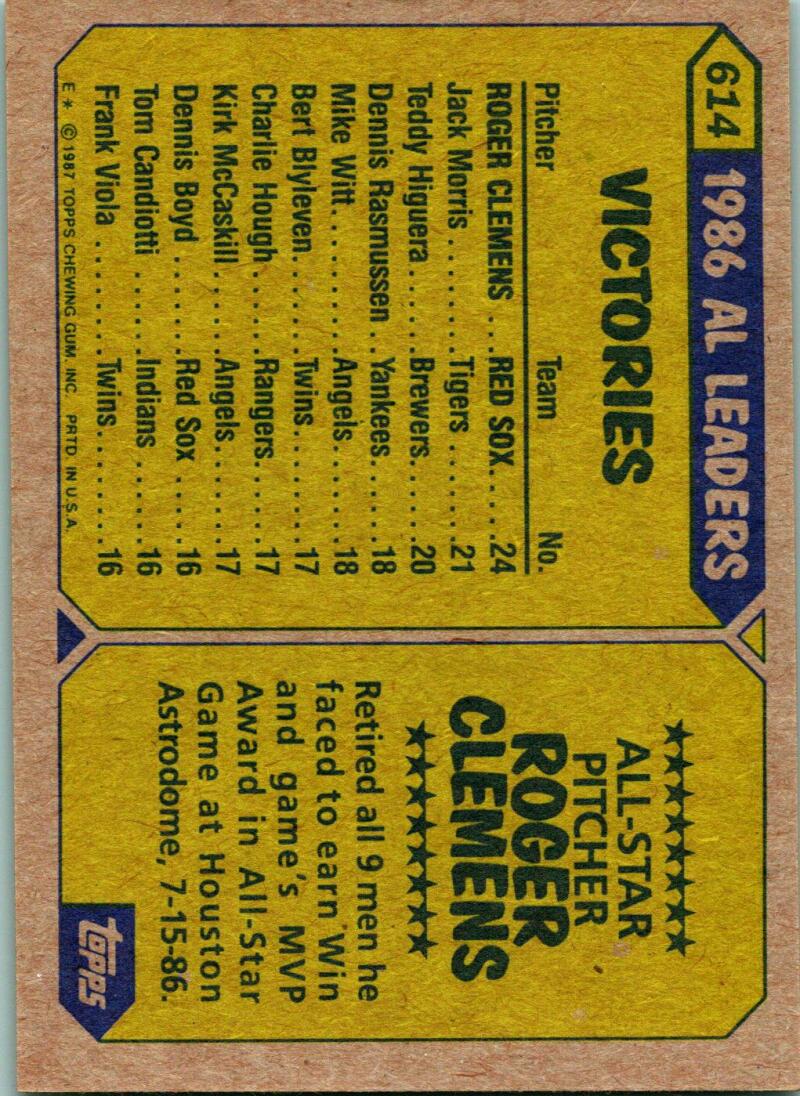 614 1986 AL LEADERS
VICTORIES
Pitcher Team No.
ROGER CLEMENS ...RED SOX.....24
Jack Morris .........Tigers .......21
Teddy Higuera.......Brewers......20
Dennis Rasmussen ..Yankees......18
Mike Witt...........Angels.......18
Bert Blyleven........Twins........17
Charlie Hough.......Rangers......17
Kirk McCaskill.......Angels.......17
Dennis Boyd ........Red Sox .....16
Tom Candiotti .......Indians ......16
Frank Viola ..........Twins........16
E * © 1987 TOPPS CHEWING GUM, INC. PRTD. IN U.S.A.
ALL-STAR
PITCHER
ROGER
CLEMENS
Retired all 9 men he
faced to earn Win
and game's MVP
Award in All-Star
Game at Houston
Astrodome, 7-15-86.
TOPPS